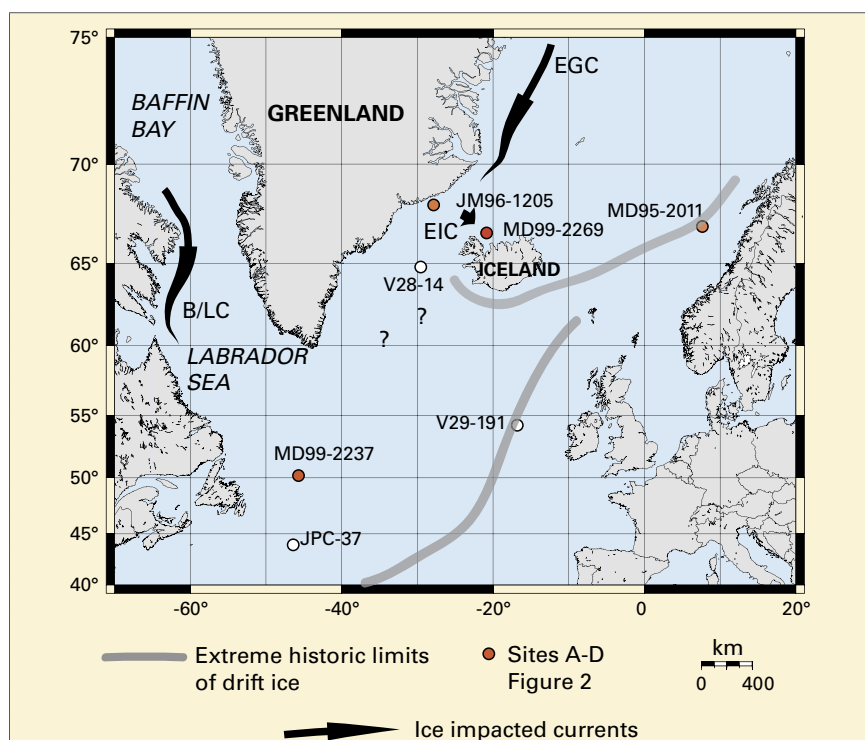 75°
EGC
BAFFIN
BAY
GREENLAND
70°
JM96-1205
MD95-2011
EIC
MD99-2269
65°
ICELAND
V28-14
B/LC
?
?
60°
LABRADOR
SEA
55°
V29-191
MD99-2237
50°
45°
JPC-37
40°
-60°
-40°
-20°
0
20°
Extreme historic limits
of drift ice
Sites A-D
Figure 2
km
0 400
Ice impacted currents